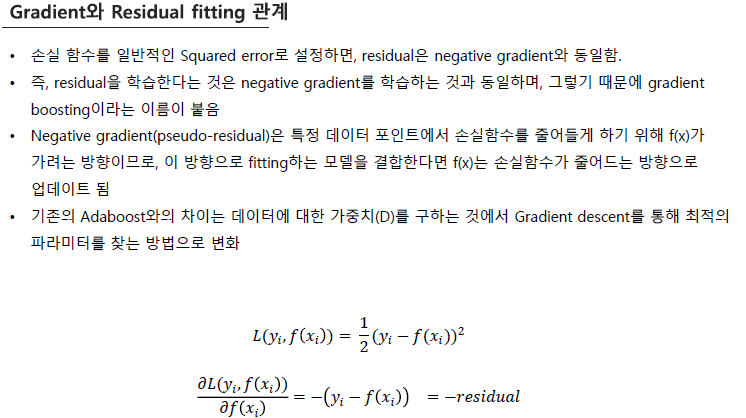 Gradient와 Residual fitting 관계
• 손실 함수를 일반적인 Squared error로 설정하면, residual은 negative gradient와 동일함.
• 즉, residual을 학습한다는 것은 negative gradient를 학습하는 것과 동일하며, 그렇기 때문에 gradient
boosting이라는 이름이 붙음
• Negative gradient(pseudo-residual)은 특정 데이터 포인트에서 손실함수를 줄어들게 하기 위해 f(x)가
가려는 방향이므로, 이 방향으로 fitting하는 모델을 결합한다면 f(x)는 손실함수가 줄어드는 방향으로
업데이트 됨
• 기존의 Adaboost와의 차이는 데이터에 대한 가중치(D)를 구하는 것에서 Gradient descent를 통해 최적의
파라미터를 찾는 방법으로 변화
L(y_i, f(x_i)) = 1/2 (y_i − f(x_i))^2
∂L(y_i, f(x_i))/∂f(x_i) = −(y_i − f(x_i)) = −residual